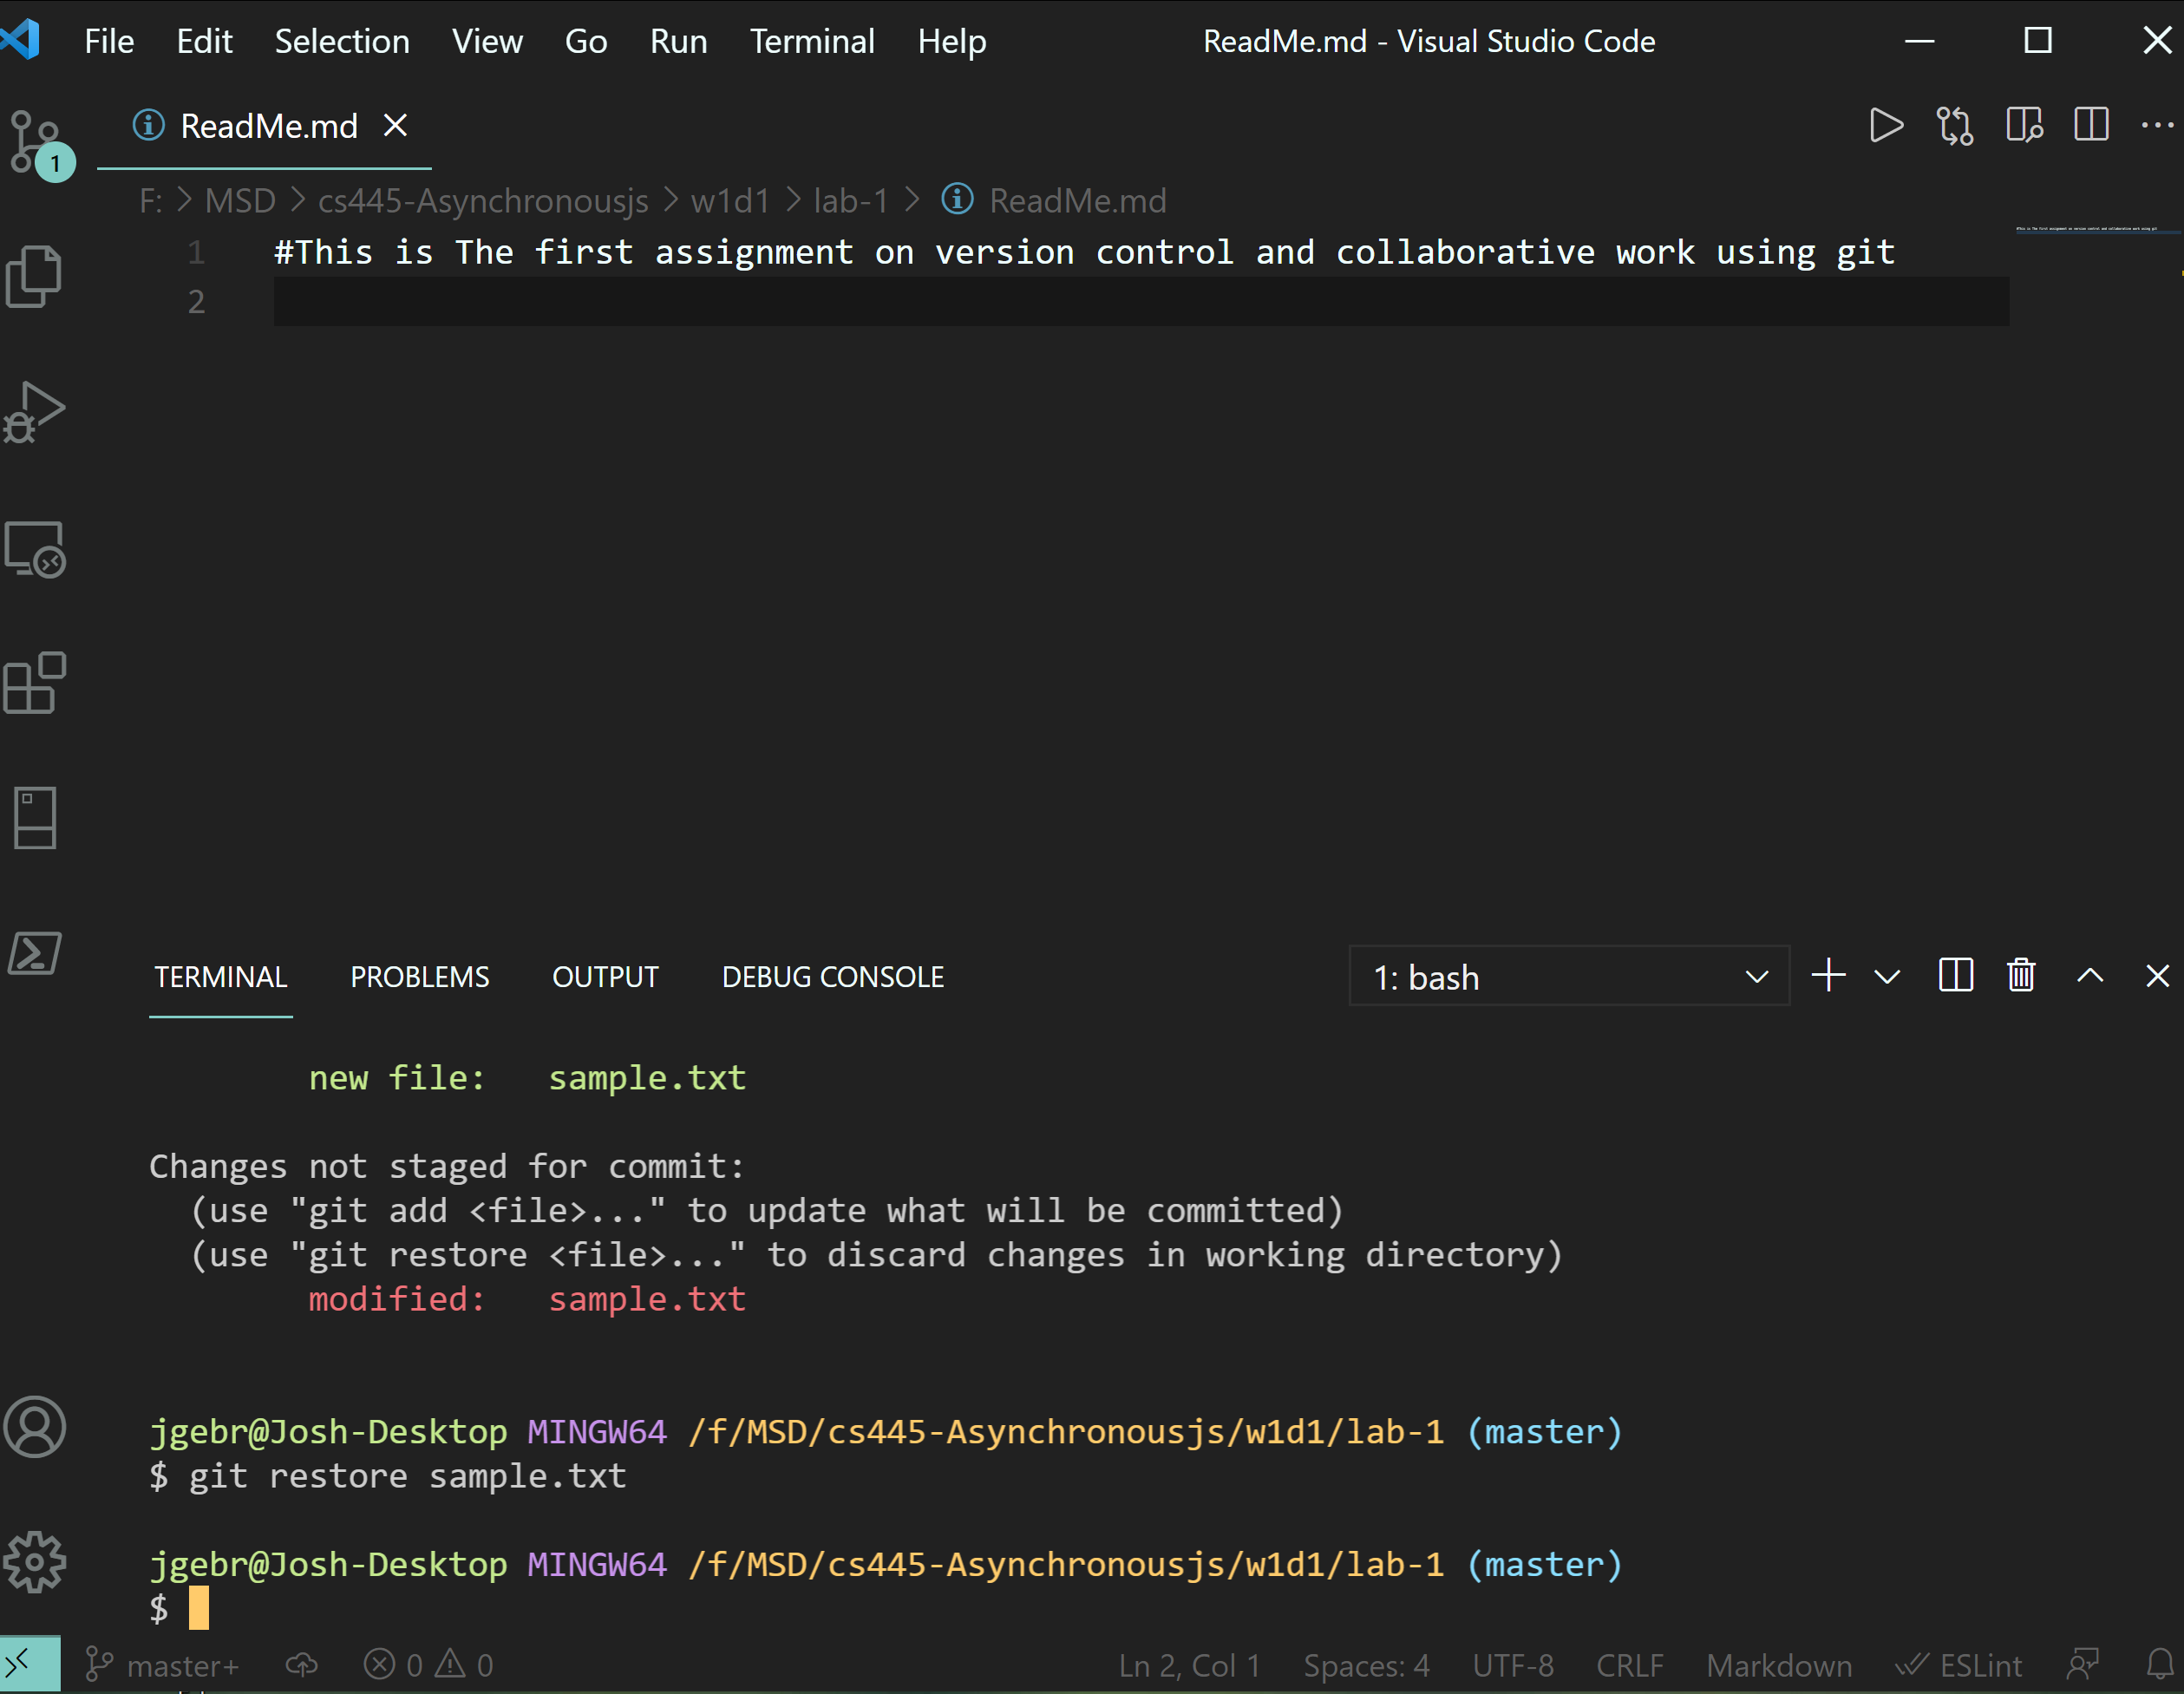 File Edit Selection View Go Run Terminal Help ReadMe.md - Visual Studio Code
ReadMe.md
1
F: > MSD > cs445-Asynchronousjs > w1d1 > lab-1 > ReadMe.md
1 #This is The first assignment on version control and collaborative work using git
2
TERMINAL PROBLEMS OUTPUT DEBUG CONSOLE 1: bash
new file: sample.txt
Changes not staged for commit:
(use "git add <file>..." to update what will be committed)
(use "git restore <file>..." to discard changes in working directory)
modified: sample.txt
jgebr@Josh-Desktop MINGW64 /f/MSD/cs445-Asynchronousjs/w1d1/lab-1 (master)
$ git restore sample.txt
jgebr@Josh-Desktop MINGW64 /f/MSD/cs445-Asynchronousjs/w1d1/lab-1 (master)
$
master+ 0 0 Ln 2, Col 1 Spaces: 4 UTF-8 CRLF Markdown ESLint